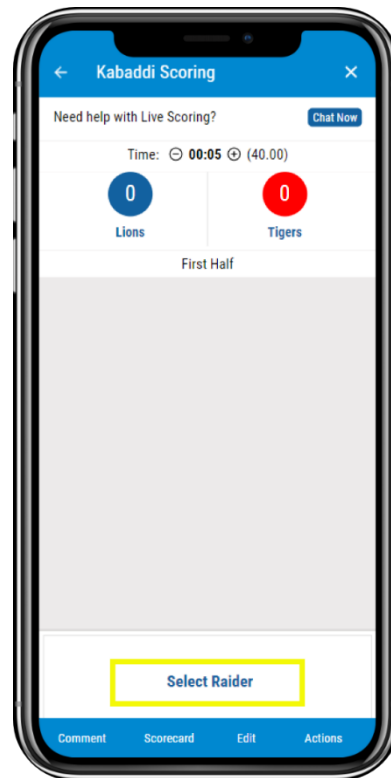 ← Kabaddi Scoring ×
Need help with Live Scoring? Chat Now
Time: ⊖ 00:05 ⊕ (40.00)
0 0
Lions Tigers
First Half
Select Raider
Comment Scorecard Edit Actions